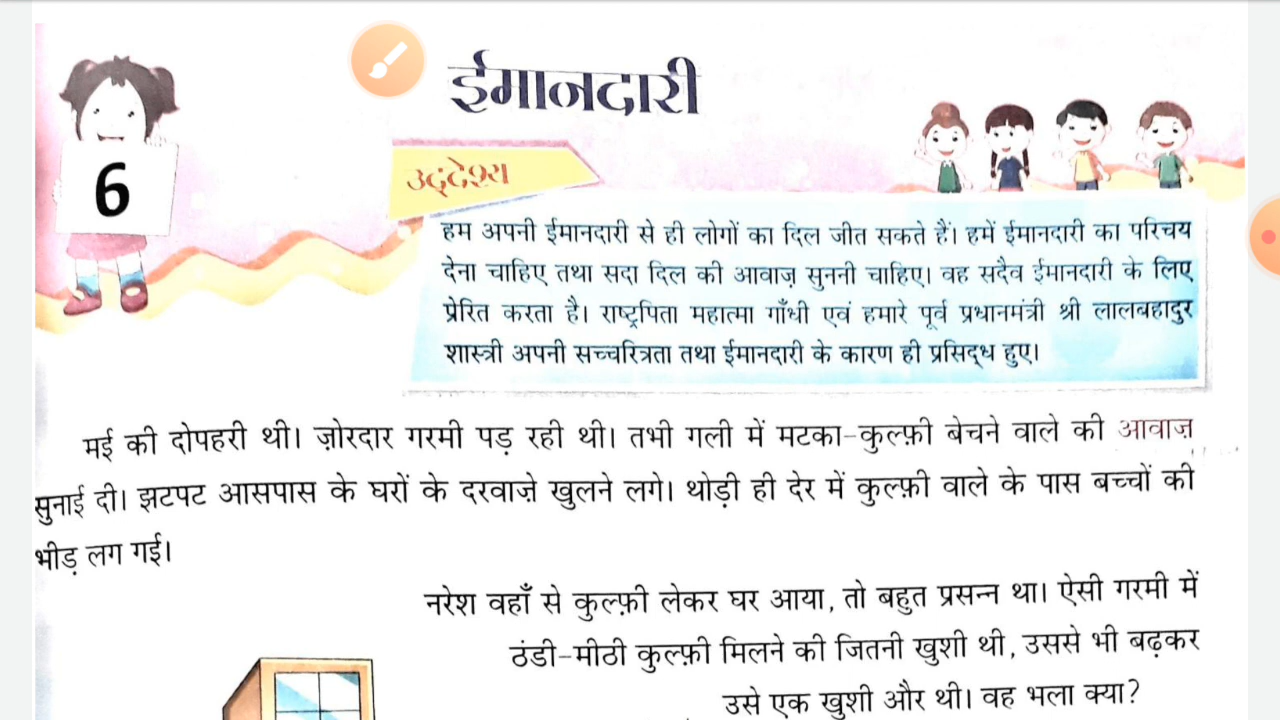 ईमानदारी
6
उद्देश्य
हम अपनी ईमानदारी से ही लोगों का दिल जीत सकते हैं। हमें ईमानदारी का परिचय
देना चाहिए तथा सदा दिल की आवाज़ सुननी चाहिए। वह सदैव ईमानदारी के लिए
प्रेरित करता है। राष्ट्रपिता महात्मा गाँधी एवं हमारे पूर्व प्रधानमंत्री श्री लालबहादुर
शास्त्री अपनी सच्चरित्रता तथा ईमानदारी के कारण ही प्रसिद्ध हुए।
मई की दोपहरी थी। ज़ोरदार गरमी पड़ रही थी। तभी गली में मटका-कुल्फ़ी बेचने वाले की आवाज़
सुनाई दी। झटपट आसपास के घरों के दरवाज़े खुलने लगे। थोड़ी ही देर में कुल्फ़ी वाले के पास बच्चों की
भीड़ लग गई।
नरेश वहाँ से कुल्फ़ी लेकर घर आया, तो बहुत प्रसन्न था। ऐसी गरमी में
ठंडी-मीठी कुल्फ़ी मिलने की जितनी खुशी थी, उससे भी बढ़कर
उसे एक खुशी और थी। वह भला क्या?